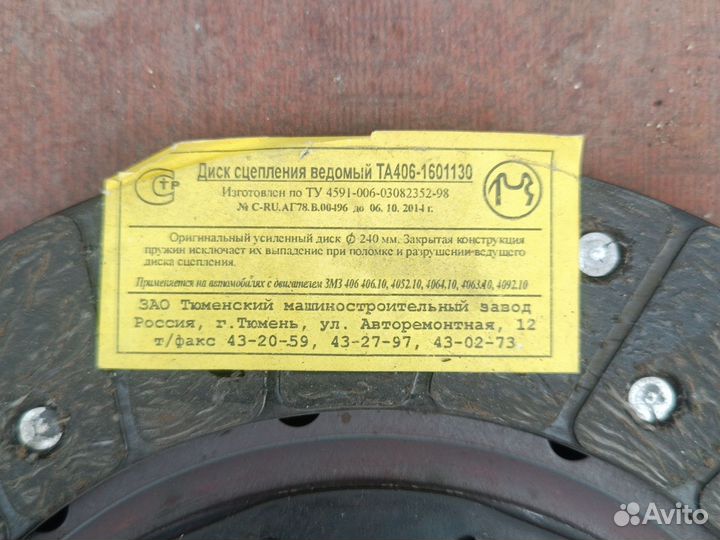 Диск сцепления ведомый ТА406-1601130
Изготовлен по ТУ 4591-006-03082352-98
№ C-RU.АГ78.В.00496 до 06. 10. 2014 г.
СТР
Оригинальный усиленный диск ф 240 мм. Закрытая конструкция
пружин исключает их выпадение при поломке и разрушении ведущего
диска сцепления.
Применяется на автомобилях с двигателем ЗМЗ 406 406.10, 4052.10, 4064.10, 4063.10, 4092.10
ЗАО Тюменский машиностроительный завод
Россия, г.Тюмень, ул. Авторемонтная, 12
т/факс 43-20-59, 43-27-97, 43-02-73
Avito